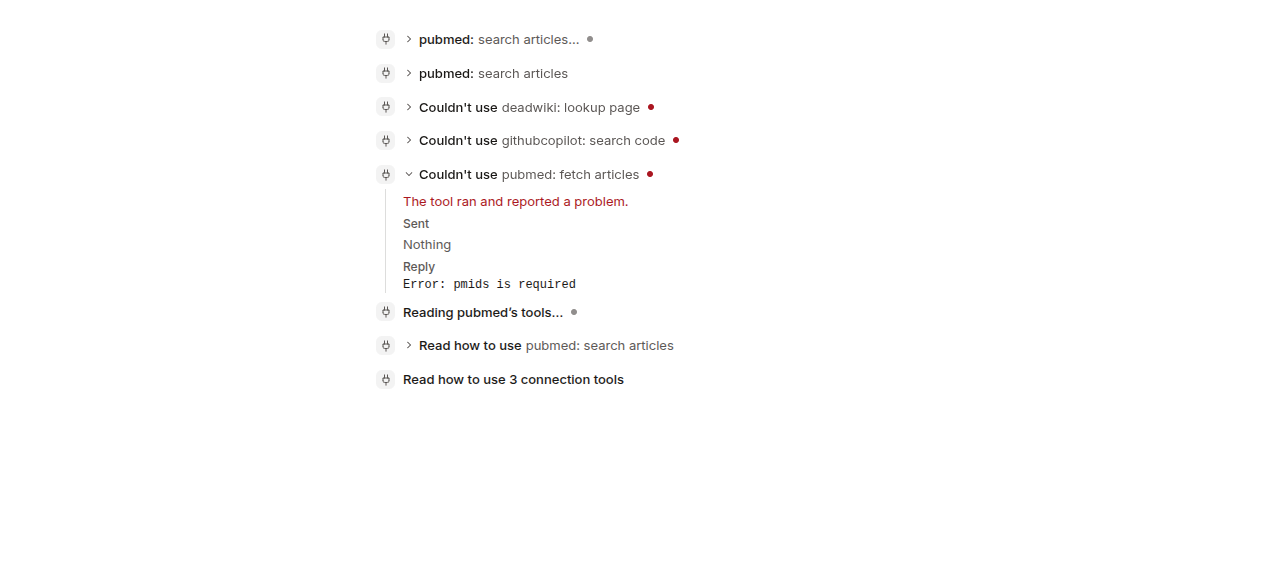 pubmed: search articles...
pubmed: search articles
Couldn't use deadwiki: lookup page
Couldn't use githubcopilot: search code
Couldn't use pubmed: fetch articles
The tool ran and reported a problem.
Sent
Nothing
Reply
Error: pmids is required
Reading pubmed’s tools...
Read how to use pubmed: search articles
Read how to use 3 connection tools